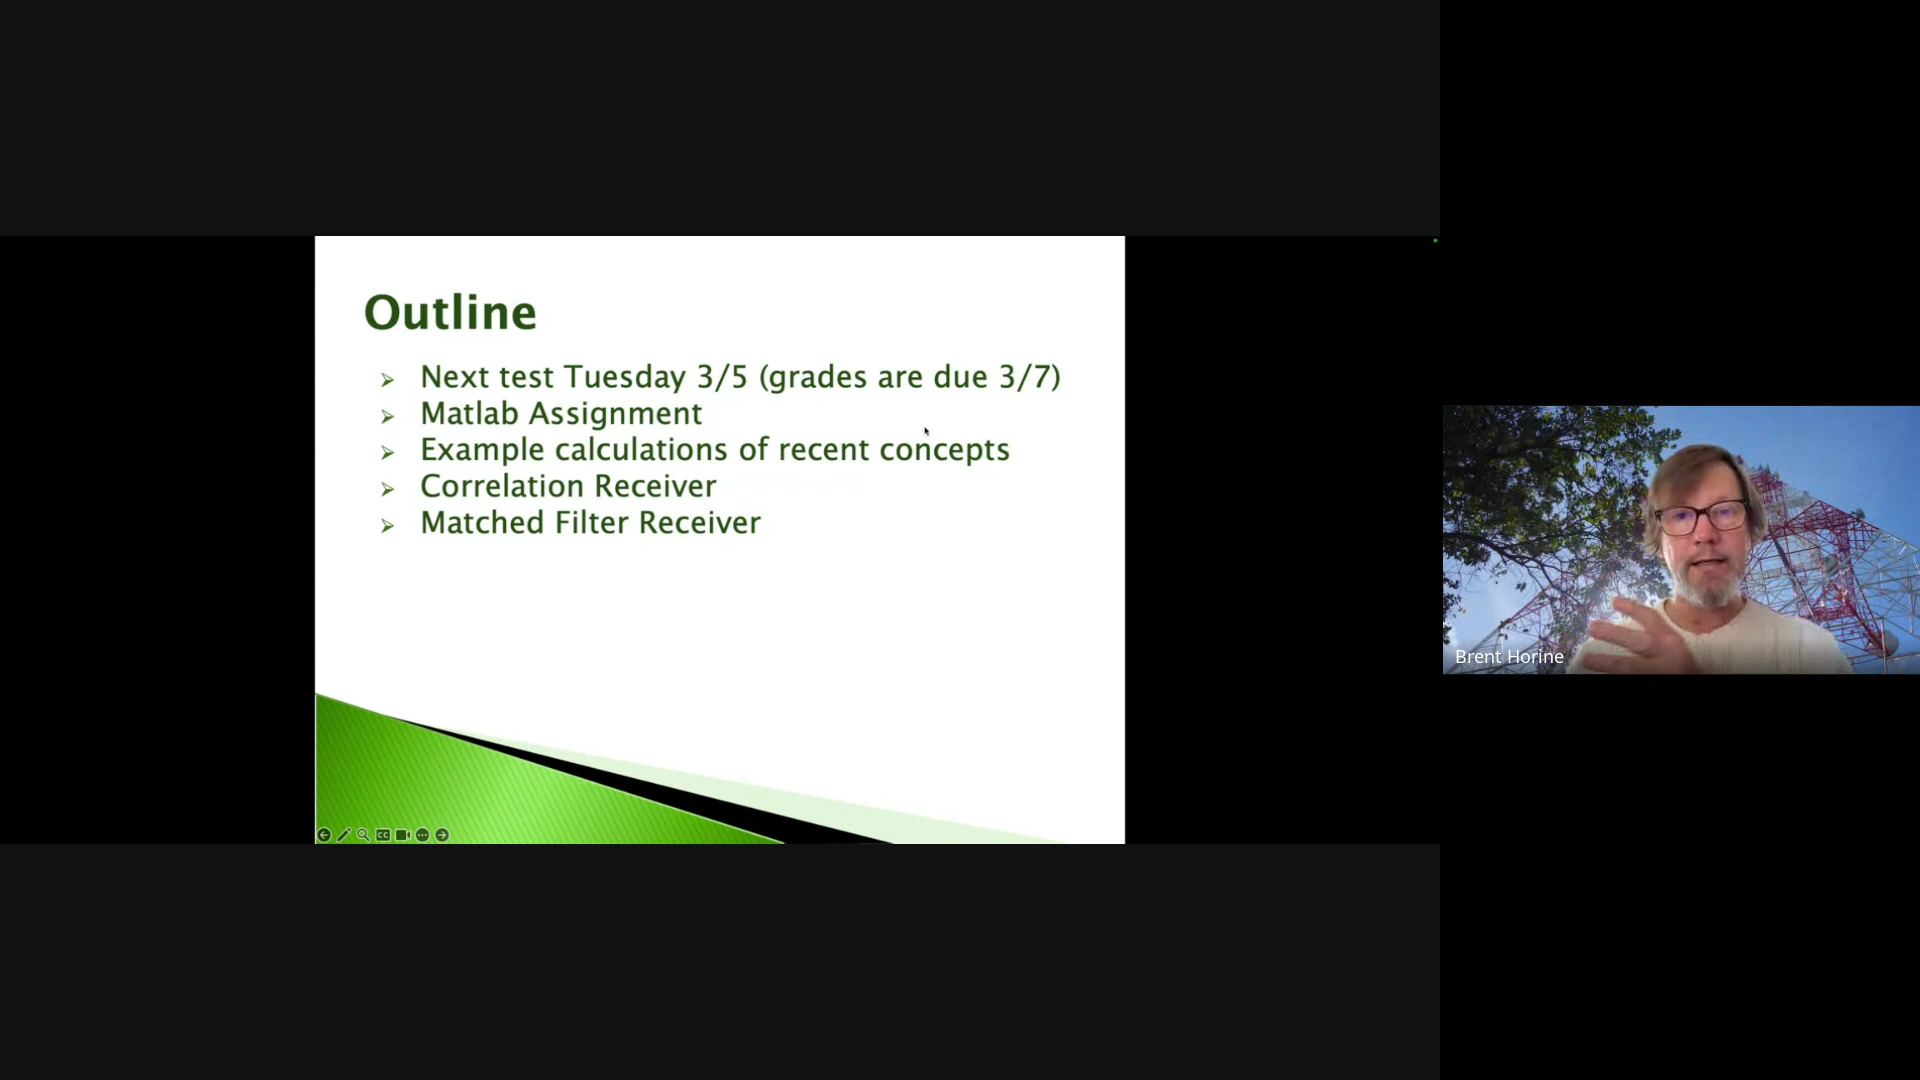 Outline
Next test Tuesday 3/5 (grades are due 3/7)
Matlab Assignment
Example calculations of recent concepts
Correlation Receiver
Matched Filter Receiver
Brent Horine
CC